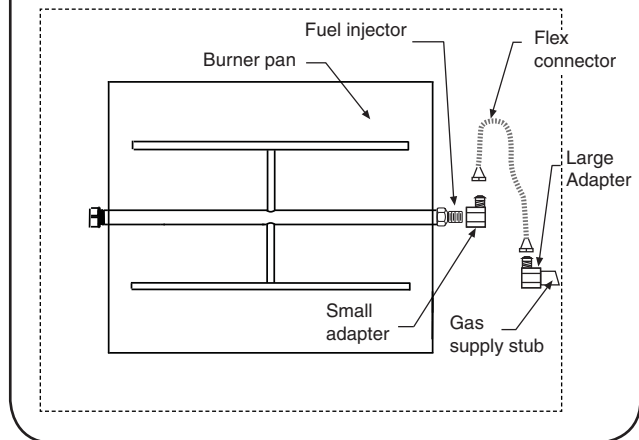 Fuel injector
Burner pan
Flex
connector
Large
Adapter
Small
adapter
Gas
supply stub